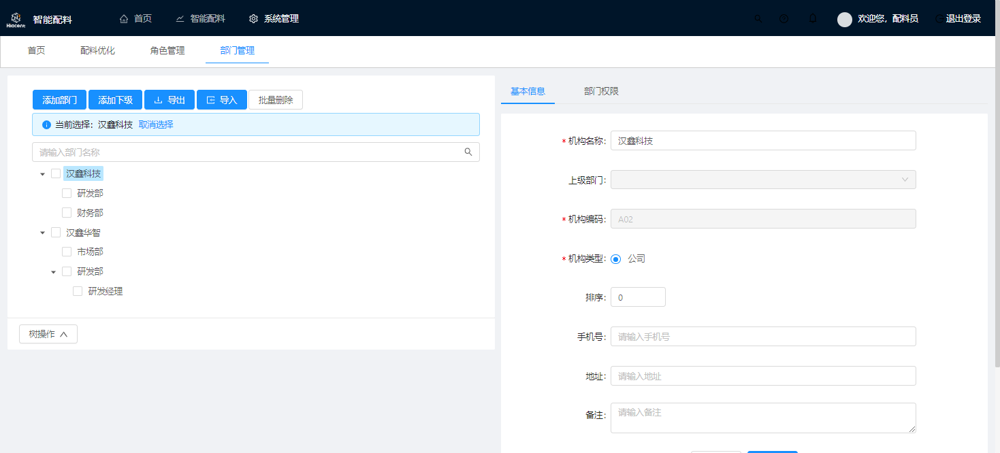 Hiacent
智能配料
首页
智能配料
系统管理
欢迎您，配料员
退出登录
首页
配料优化
角色管理
部门管理
添加部门
添加下级
导出
导入
批量删除
当前选择：汉鑫科技 取消选择
请输入部门名称
汉鑫科技
研发部
财务部
汉鑫华智
市场部
研发部
研发经理
树操作
基本信息
部门权限
* 机构名称: 汉鑫科技
上级部门:
* 机构编码: A02
* 机构类型: 公司
排序: 0
手机号: 请输入手机号
地址: 请输入地址
备注: 请输入备注